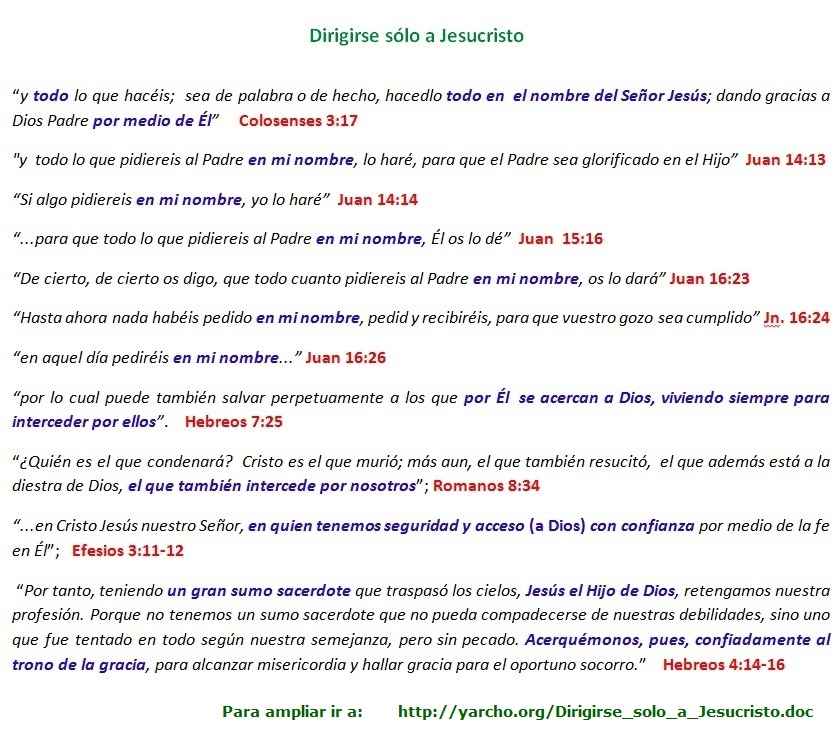 Dirigirse sólo a Jesucristo
“y todo lo que hacéis;  sea de palabra o de hecho, hacedlo todo en  el nombre del Señor Jesús; dando gracias a
Dios Padre por medio de Él”    Colosenses 3:17
"y  todo lo que pidiereis al Padre en mi nombre, lo haré, para que el Padre sea glorificado en el Hijo”  Juan 14:13
“Si algo pidiereis en mi nombre, yo lo haré”  Juan 14:14
“...para que todo lo que pidiereis al Padre en mi nombre, Él os lo dé”  Juan  15:16
“De cierto, de cierto os digo, que todo cuanto pidiereis al Padre en mi nombre, os lo dará” Juan 16:23
“Hasta ahora nada habéis pedido en mi nombre, pedid y recibiréis, para que vuestro gozo sea cumplido” Jn. 16:24
“en aquel día pediréis en mi nombre...” Juan 16:26
“por lo cual puede también salvar perpetuamente a los que por Él  se acercan a Dios, viviendo siempre para
interceder por ellos”.   Hebreos 7:25
“¿Quién es el que condenará?  Cristo es el que murió; más aun, el que también resucitó,  el que además está a la
diestra de Dios, el que también intercede por nosotros”; Romanos 8:34
“...en Cristo Jesús nuestro Señor, en quien tenemos seguridad y acceso (a Dios) con confianza por medio de la fe
en Él”;   Efesios 3:11-12
“Por tanto, teniendo un gran sumo sacerdote que traspasó los cielos, Jesús el Hijo de Dios, retengamos nuestra
profesión. Porque no tenemos un sumo sacerdote que no pueda compadecerse de nuestras debilidades, sino uno
que fue tentado en todo según nuestra semejanza, pero sin pecado. Acerquémonos, pues, confiadamente al
trono de la gracia, para alcanzar misericordia y hallar gracia para el oportuno socorro.”   Hebreos 4:14-16
Para ampliar ir a:      http://yarcho.org/Dirigirse_solo_a_Jesucristo.doc